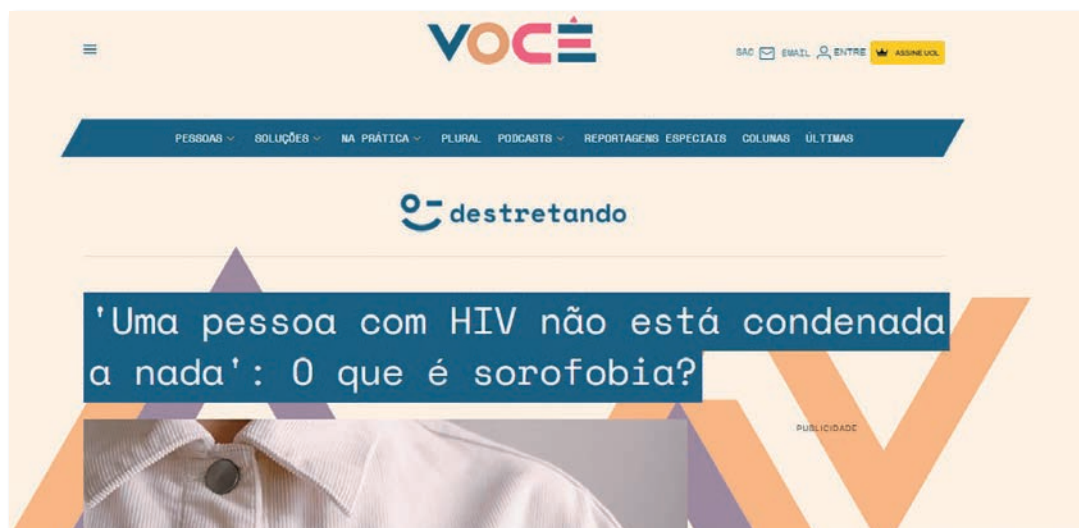 VOCÊ
SAC EMAIL ENTRE ASSINE UOL
PESSOAS SOLUÇÕES NA PRÁTICA PLURAL PODCASTS REPORTAGENS ESPECIAIS COLUNAS ÚLTIMAS
destretando
'Uma pessoa com HIV não está condenada
a nada': O que é sorofobia?
PUBLICIDADE